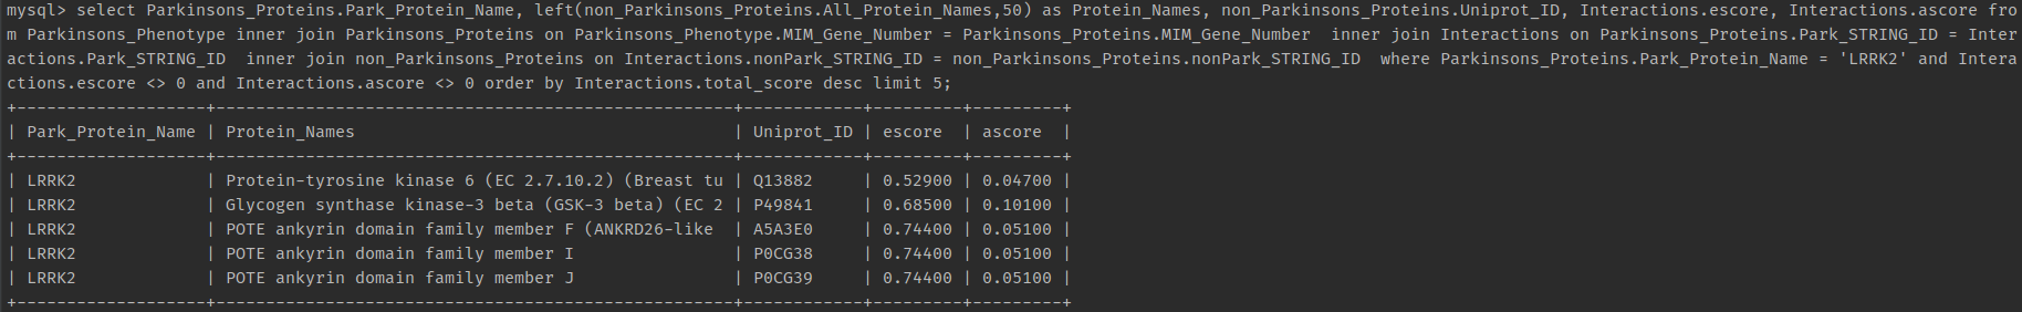 mysql> select Parkinsons_Proteins.Park_Protein_Name, left(non_Parkinsons_Proteins.All_Protein_Names,50) as Protein_Names, non_Parkinsons_Proteins.Uniprot_ID, Interactions.escore, Interactions.ascore fro
m Parkinsons_Phenotype inner join Parkinsons_Proteins on Parkinsons_Phenotype.MIM_Gene_Number = Parkinsons_Proteins.MIM_Gene_Number  inner join Interactions on Parkinsons_Proteins.Park_STRING_ID = Inter
actions.Park_STRING_ID  inner join non_Parkinsons_Proteins on Interactions.nonPark_STRING_ID = non_Parkinsons_Proteins.nonPark_STRING_ID  where Parkinsons_Proteins.Park_Protein_Name = 'LRRK2' and Intera
ctions.escore <> 0 and Interactions.ascore <> 0 order by Interactions.total_score desc limit 5;
+-------------------+----------------------------------------------------+------------+---------+---------+
| Park_Protein_Name | Protein_Names                                      | Uniprot_ID | escore  | ascore  |
+-------------------+----------------------------------------------------+------------+---------+---------+
| LRRK2             | Protein-tyrosine kinase 6 (EC 2.7.10.2) (Breast tu | Q13882     | 0.52900 | 0.04700 |
| LRRK2             | Glycogen synthase kinase-3 beta (GSK-3 beta) (EC 2 | P49841     | 0.68500 | 0.10100 |
| LRRK2             | POTE ankyrin domain family member F (ANKRD26-like  | A5A3E0     | 0.74400 | 0.05100 |
| LRRK2             | POTE ankyrin domain family member I                | P0CG38     | 0.74400 | 0.05100 |
| LRRK2             | POTE ankyrin domain family member J                | P0CG39     | 0.74400 | 0.05100 |
+-------------------+----------------------------------------------------+------------+---------+---------+